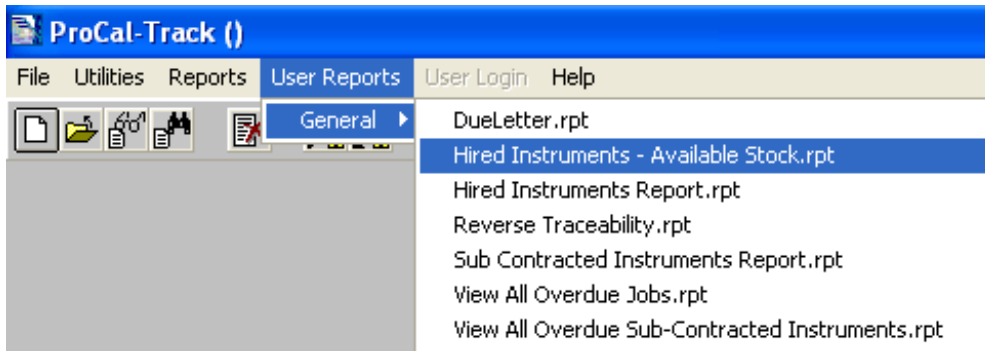 ProCal-Track ()
File Utilities Reports User Reports User Login Help
General
DueLetter.rpt
Hired Instruments - Available Stock.rpt
Hired Instruments Report.rpt
Reverse Traceability.rpt
Sub Contracted Instruments Report.rpt
View All Overdue Jobs.rpt
View All Overdue Sub-Contracted Instruments.rpt